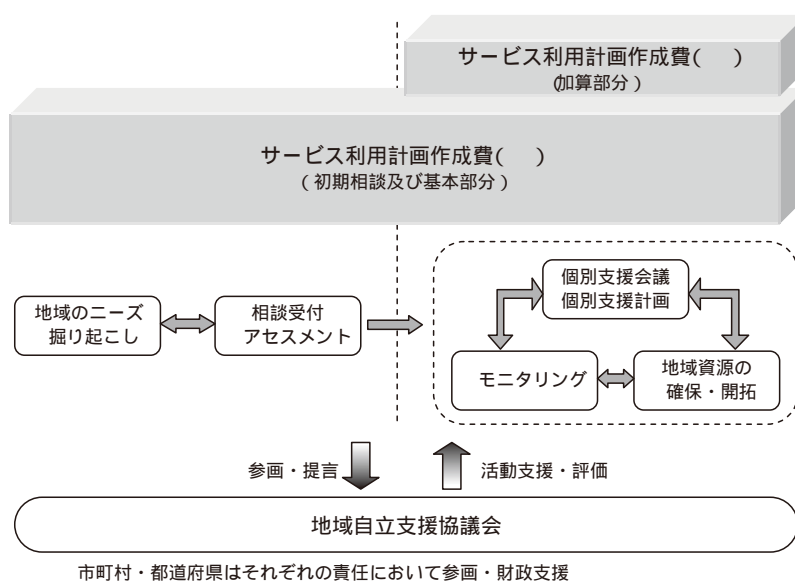 サービス利用計画作成費(　)
(加算部分)
サービス利用計画作成費(　)
(初期相談及び基本部分)
地域のニーズ
掘り起こし
相談受付
アセスメント
個別支援会議
個別支援計画
モニタリング
地域資源の
確保・開拓
参画・提言
活動支援・評価
地域自立支援協議会
市町村・都道府県はそれぞれの責任において参画・財政支援